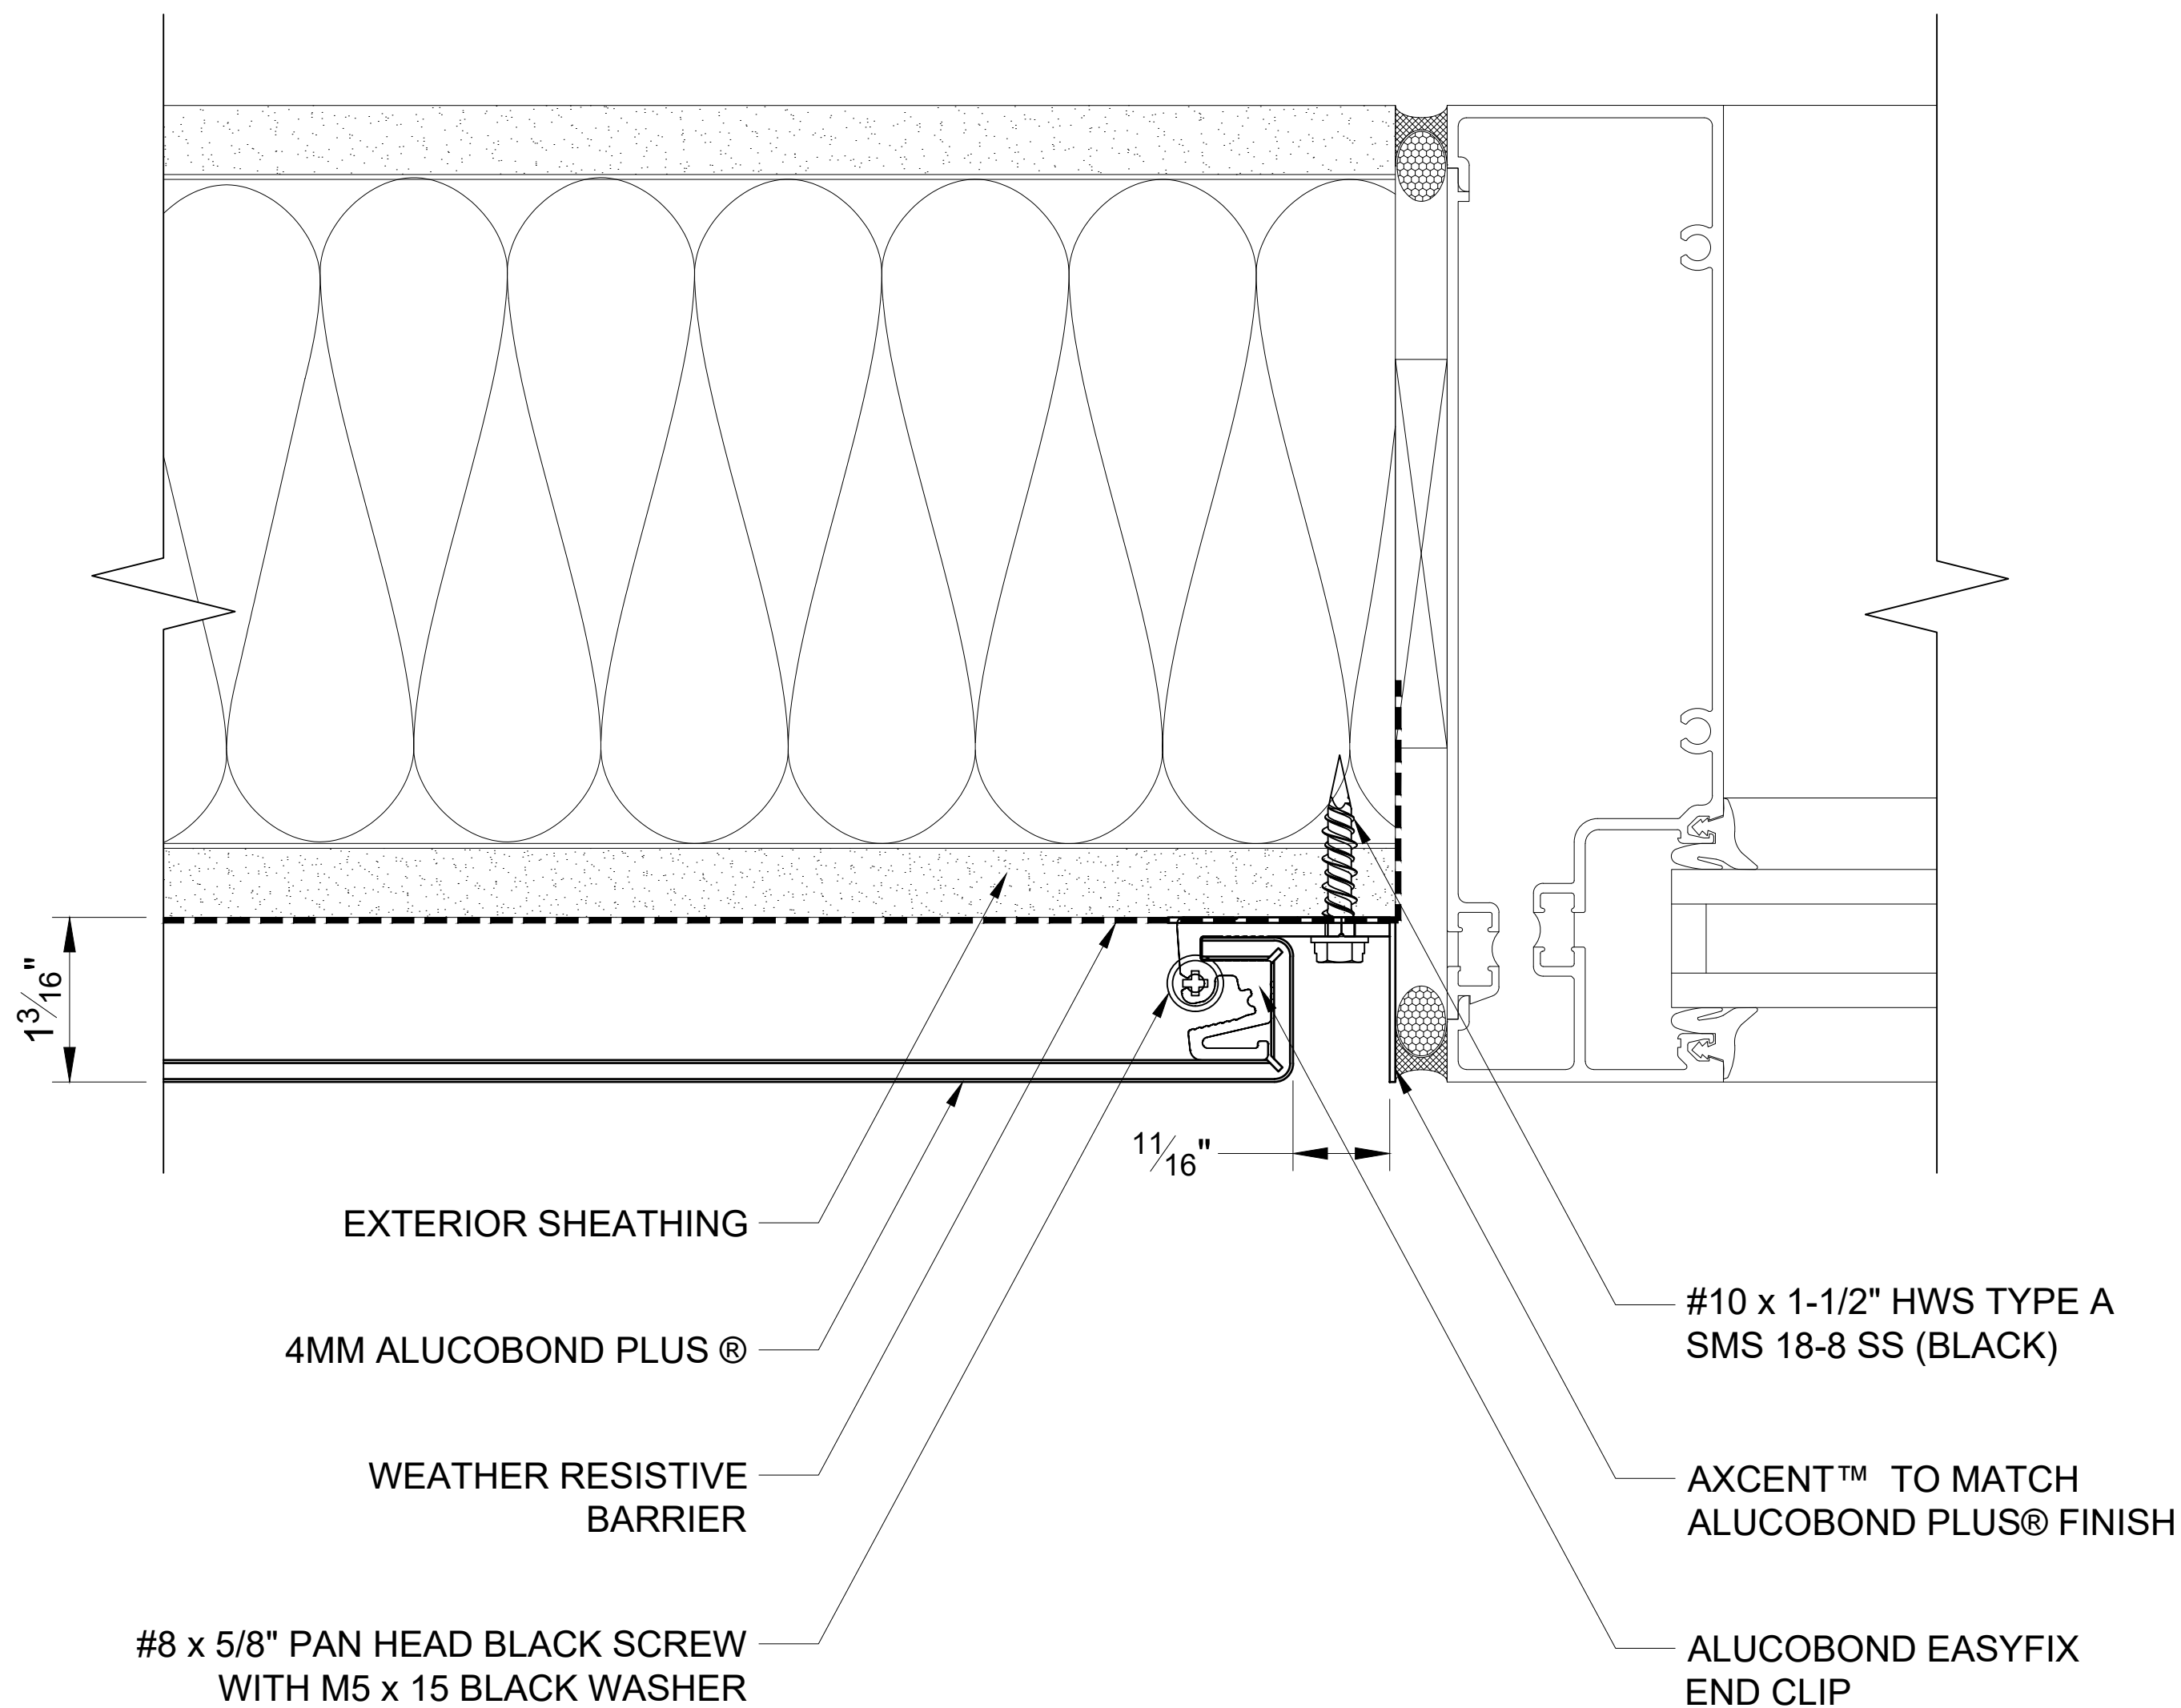 1 3/16"
11/16"
EXTERIOR SHEATHING
4MM ALUCOBOND PLUS ®
WEATHER RESISTIVE
BARRIER
#8 x 5/8" PAN HEAD BLACK SCREW
WITH M5 x 15 BLACK WASHER
#10 x 1-1/2" HWS TYPE A
SMS 18-8 SS (BLACK)
AXCENT™ TO MATCH
ALUCOBOND PLUS® FINISH
ALUCOBOND EASYFIX
END CLIP